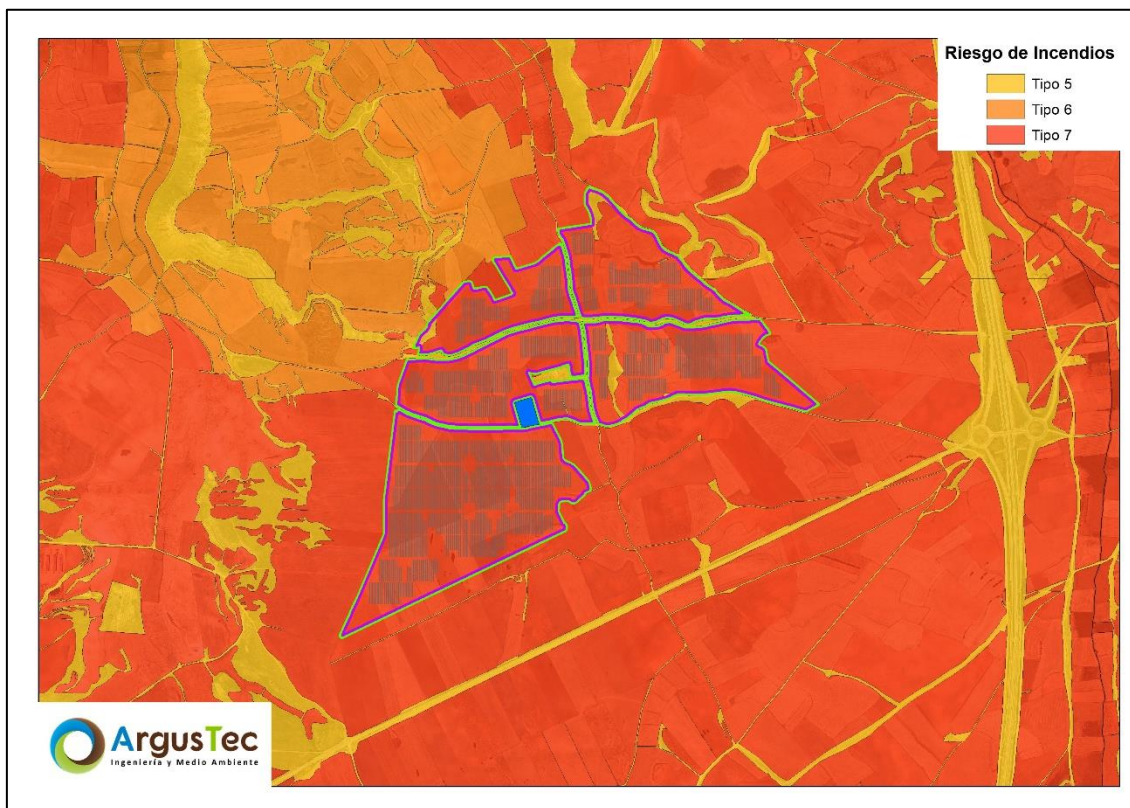 Riesgo de Incendios
Tipo 5
Tipo 6
Tipo 7
ArgusTec
Ingeniería y Medio Ambiente